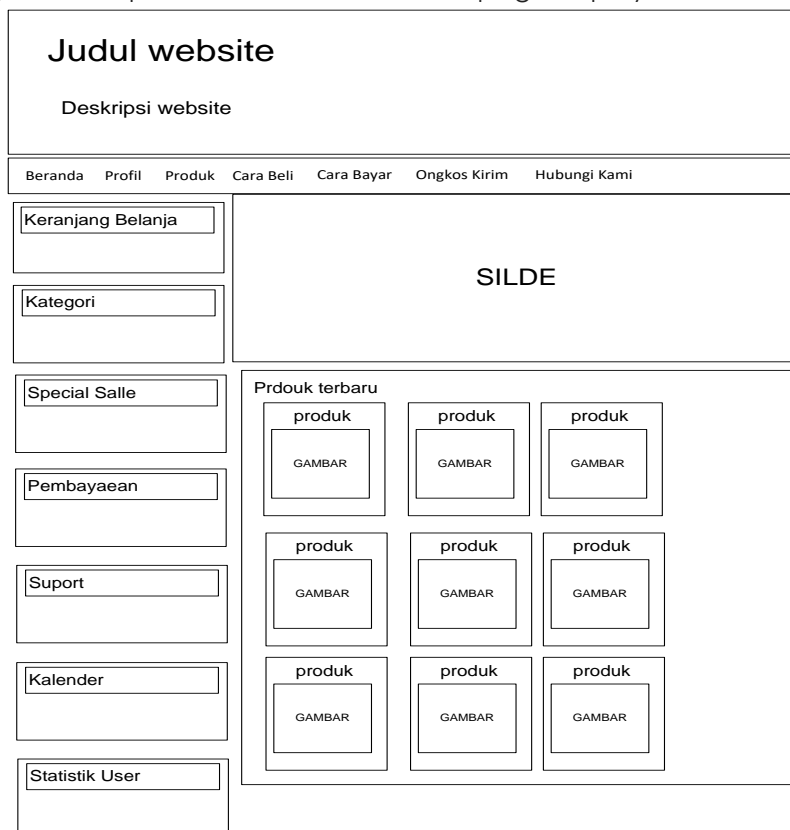 Judul website
Deskripsi website
Beranda Profil Produk Cara Beli Cara Bayar Ongkos Kirim Hubungi Kami
Keranjang Belanja
Kategori
Special Salle
Pembayaean
Suport
Kalender
Statistik User
SILDE
Prdouk terbaru
produk produk produk
GAMBAR GAMBAR GAMBAR
produk produk produk
GAMBAR GAMBAR GAMBAR
produk produk produk
GAMBAR GAMBAR GAMBAR